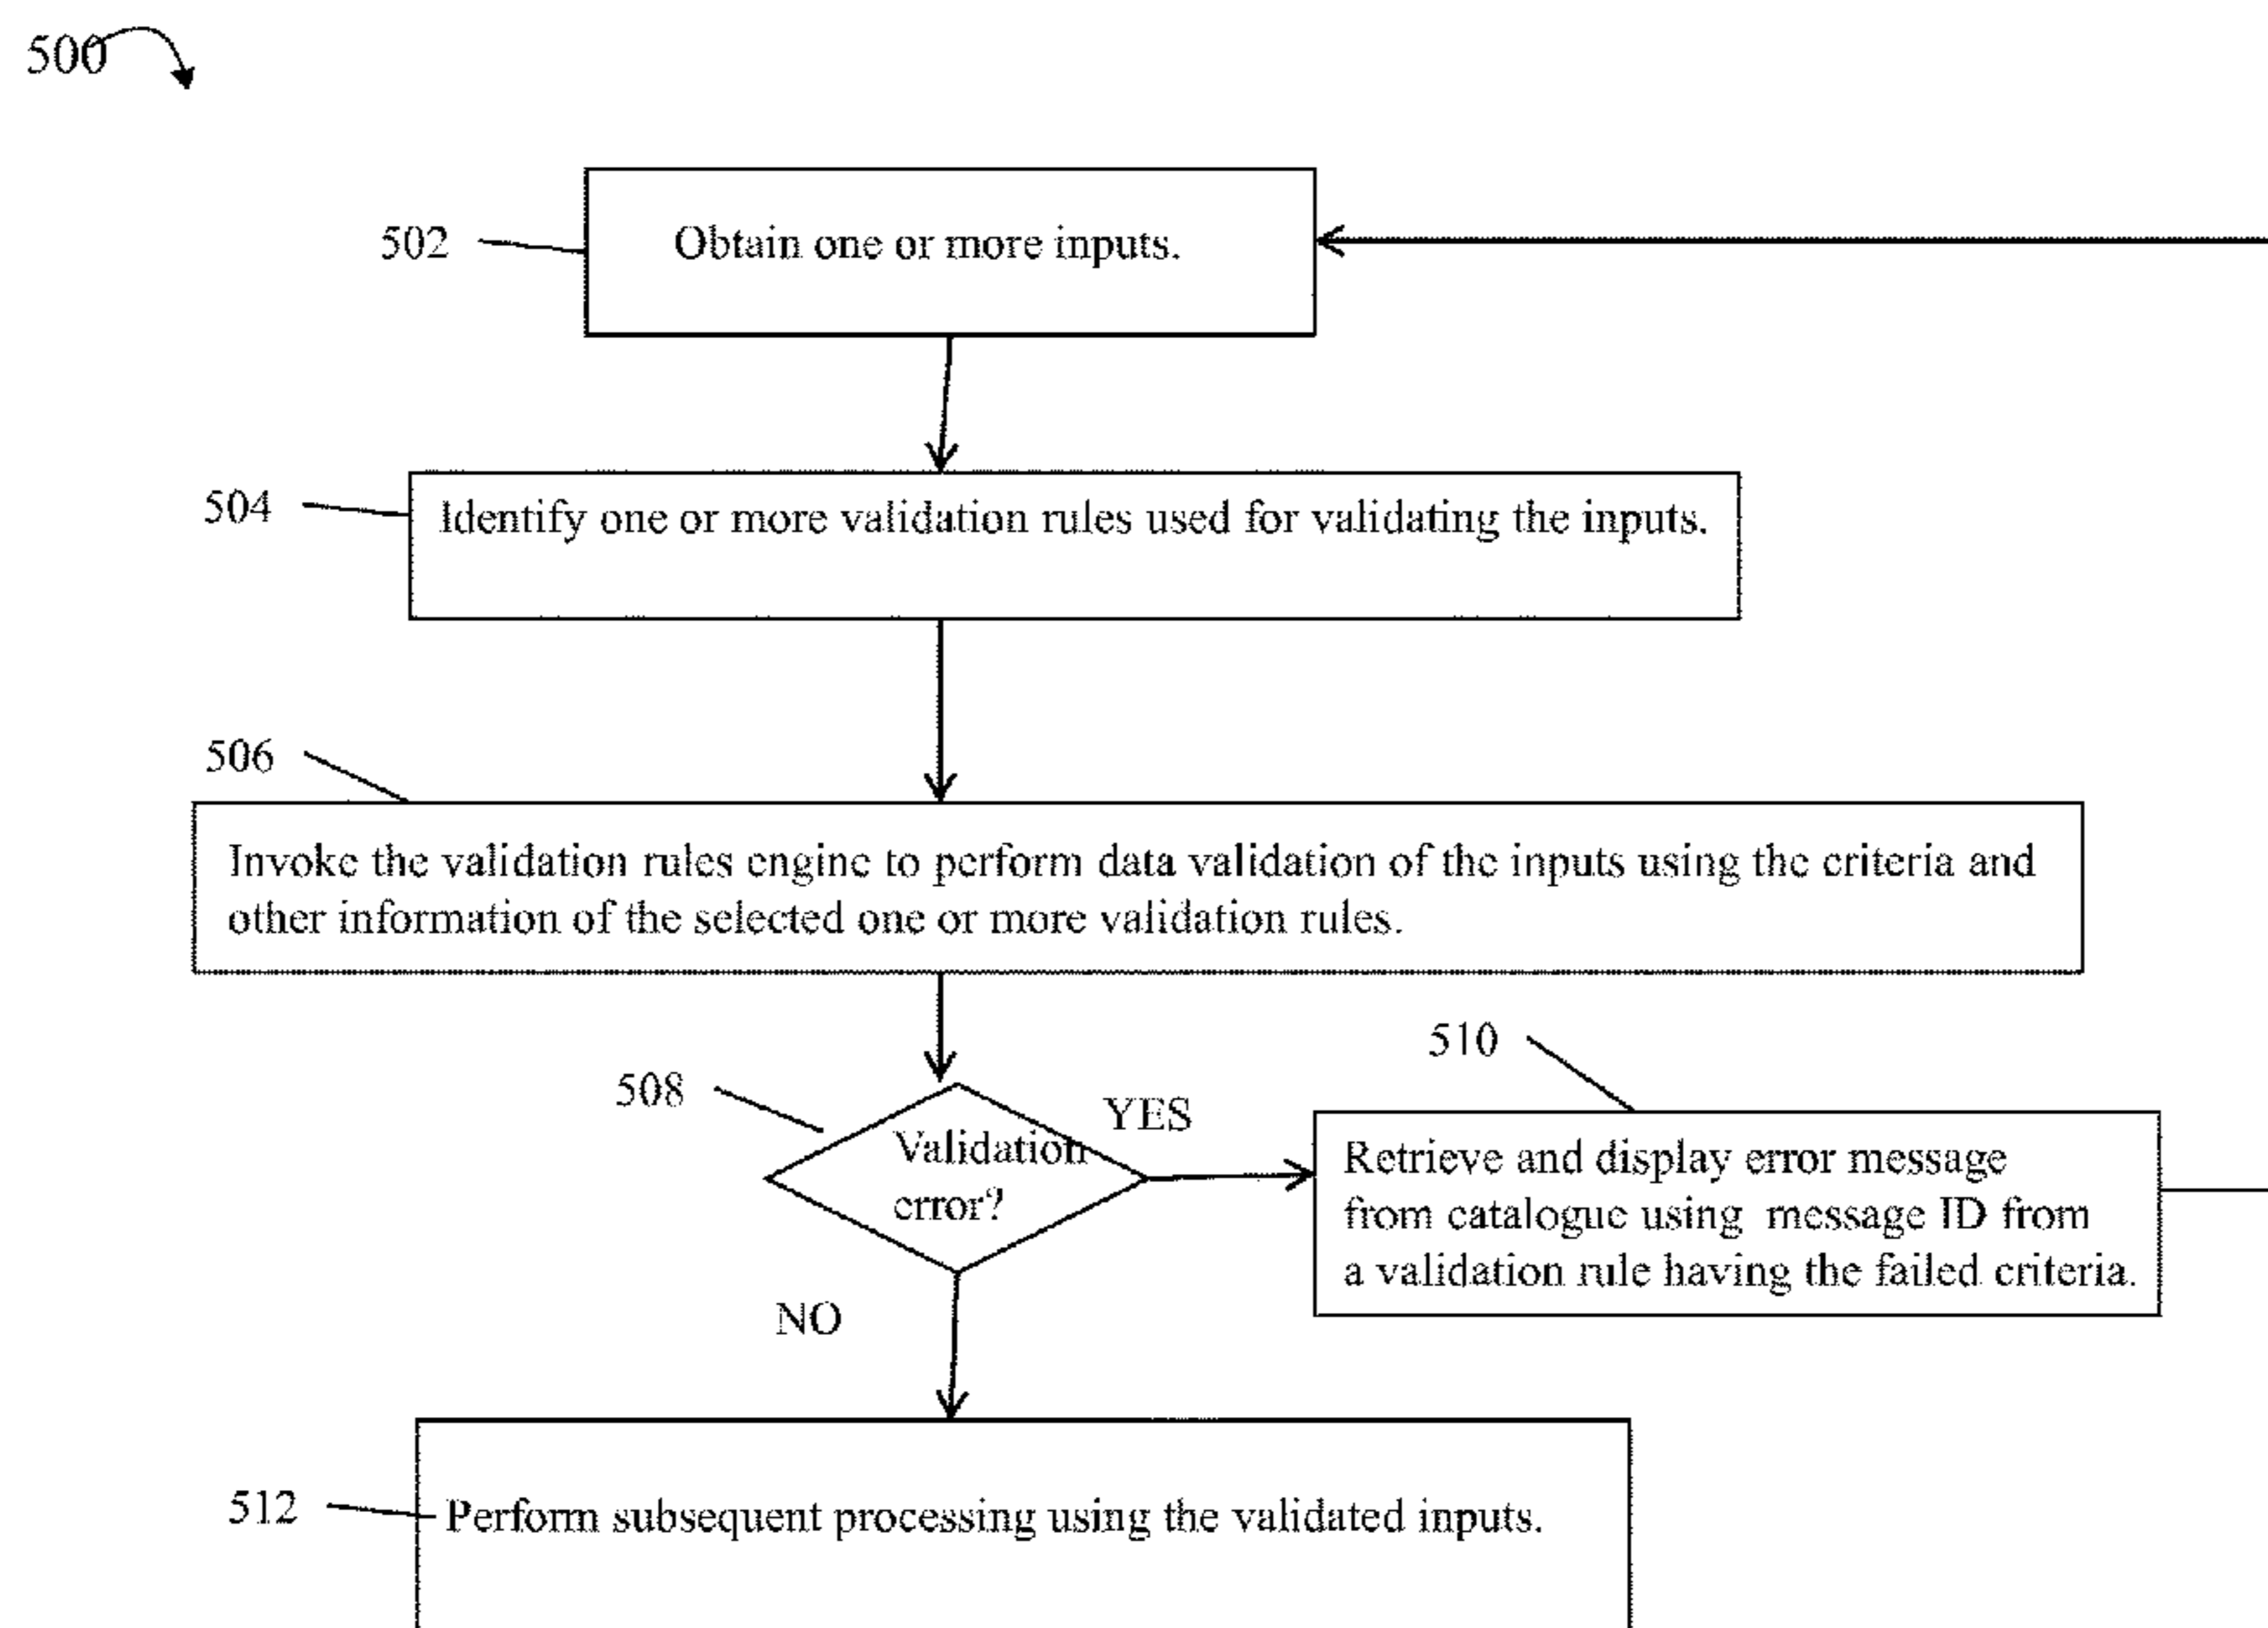 500
502
Obtain one or more inputs.
504
Identify one or more validation rules used for validating the inputs.
506
Invoke the validation rules engine to perform data validation of the inputs using the criteria and
other information of the selected one or more validation rules.
508
Validation
error?
YES
510
Retrieve and display error message
from catalogue using message ID from
a validation rule having the failed criteria.
NO
512
Perform subsequent processing using the validated inputs.